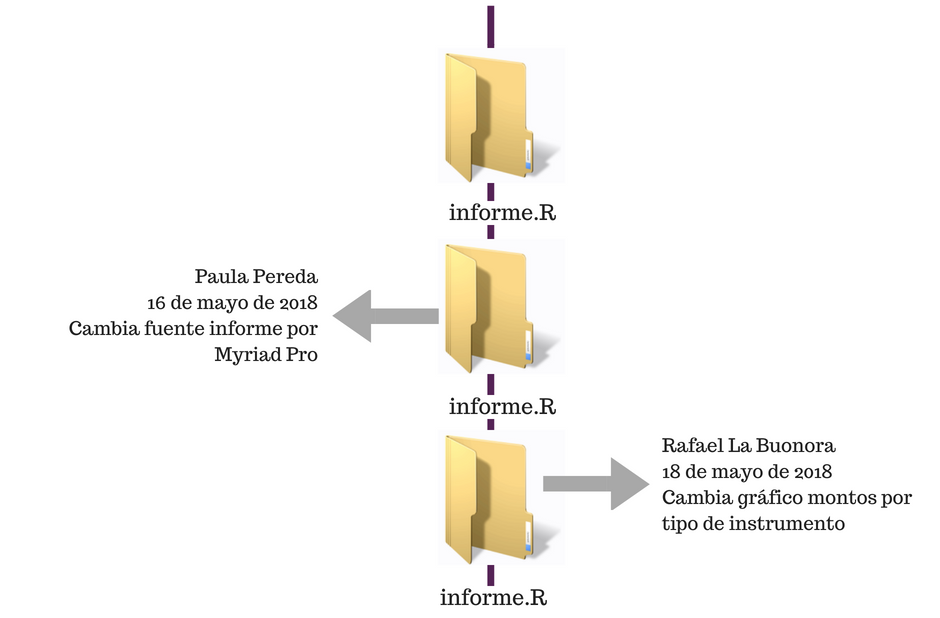 informe.R
Paula Pereda
16 de mayo de 2018
Cambia fuente informe por
Myriad Pro
informe.R
Rafael La Buonora
18 de mayo de 2018
Cambia gráfico montos por
tipo de instrumento
informe.R